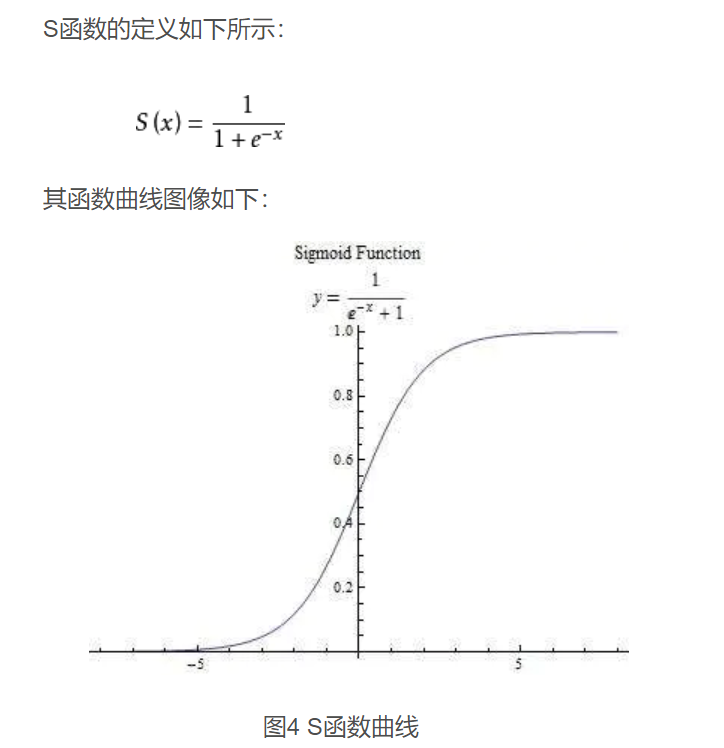 S函数的定义如下所示：
S(x) = \frac{1}{1 + e^{-x}}
其函数曲线图像如下：
Sigmoid Function
y = \frac{1}{e^{-x} + 1}
1.0
0.8
0.6
0.4
0.2
-5 5
图4 S函数曲线